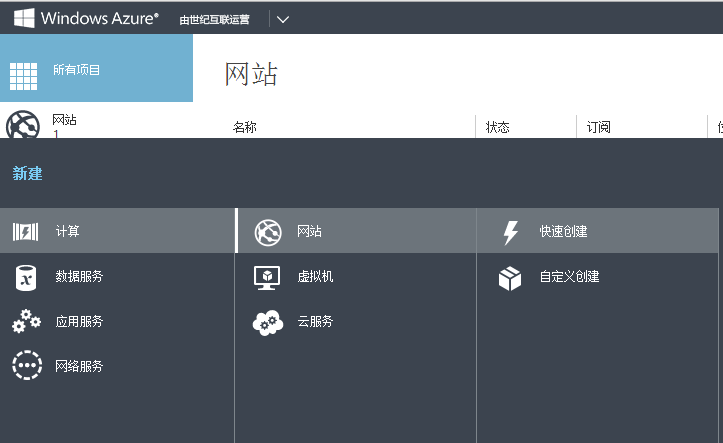 Windows Azure® 由世纪互联运营
所有项目
网站
网站
1
名称 状态 订阅
新建
计算 网站 快速创建
数据服务 虚拟机 自定义创建
应用服务 云服务
网络服务